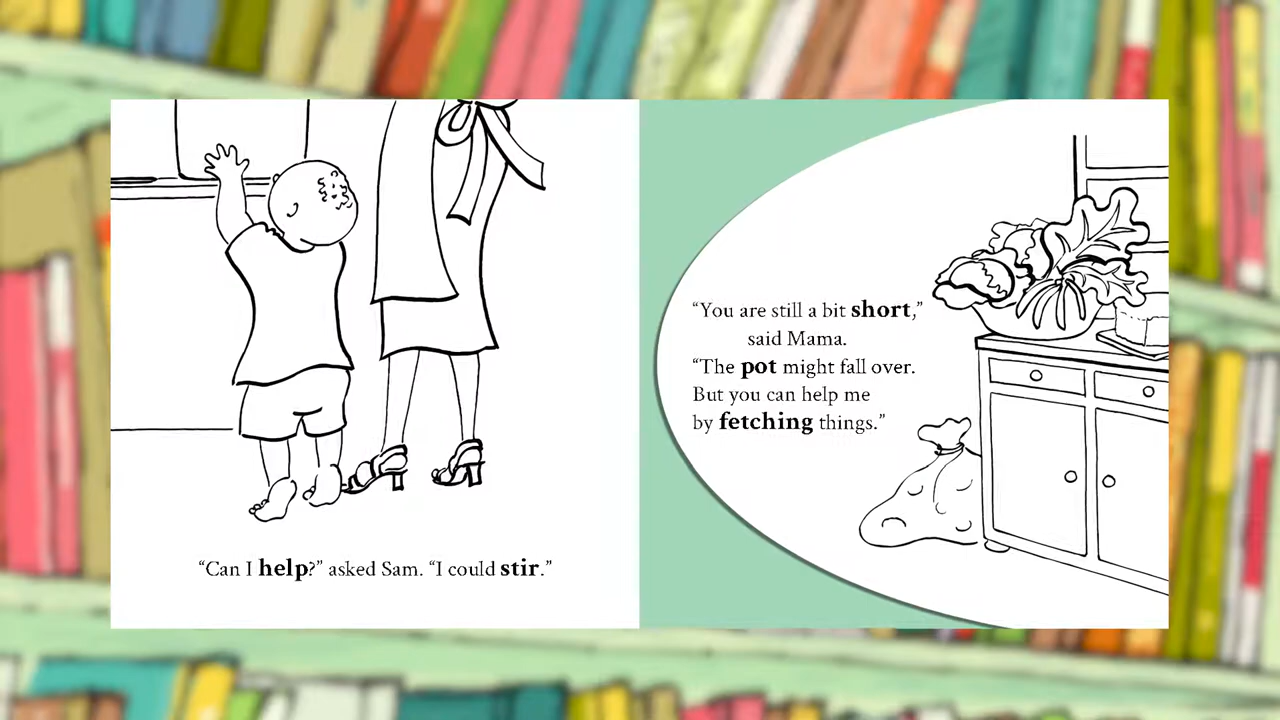 “Can I help?” asked Sam. “I could stir.”
“You are still a bit short,”
said Mama.
“The pot might fall over.
But you can help me
by fetching things.”